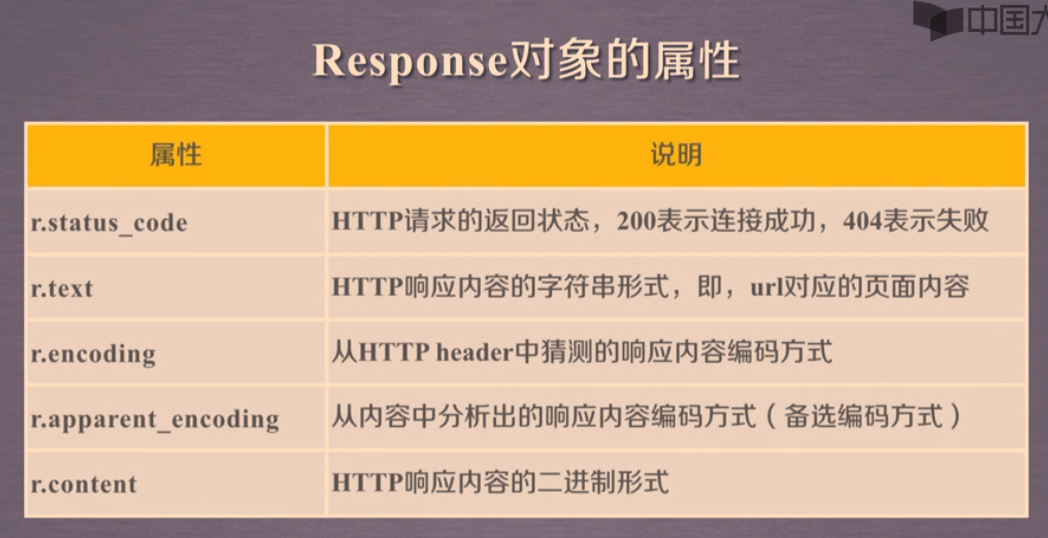 中国大
Response对象的属性
属性 说明
r.status_code HTTP请求的返回状态，200表示连接成功，404表示失败
r.text HTTP响应内容的字符串形式，即，url对应的页面内容
r.encoding 从HTTP header中猜测的响应内容编码方式
r.apparent_encoding 从内容中分析出的响应内容编码方式（备选编码方式）
r.content HTTP响应内容的二进制形式